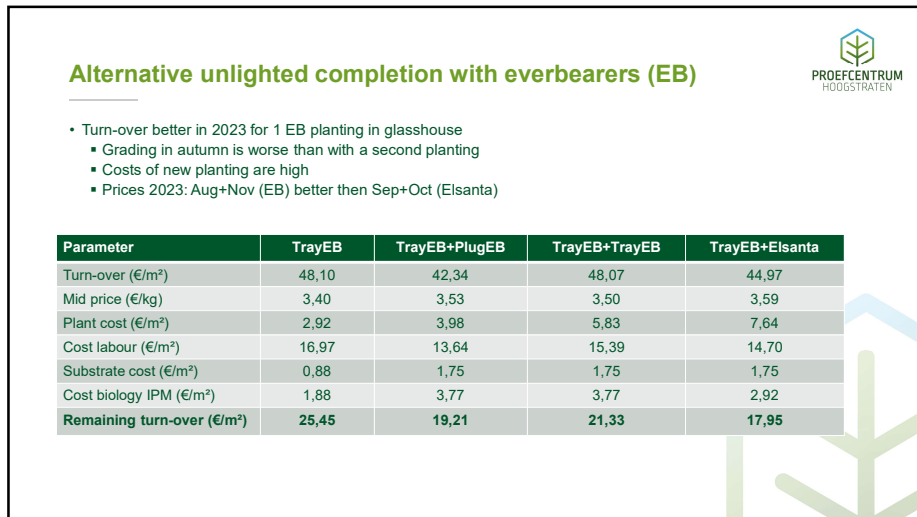 PROEFCENTRUM
HOOGSTRATEN
Alternative unlighted completion with everbearers (EB)
• Turn-over better in 2023 for 1 EB planting in glasshouse
▪ Grading in autumn is worse than with a second planting
▪ Costs of new planting are high
▪ Prices 2023: Aug+Nov (EB) better then Sep+Oct (Elsanta)
Parameter TrayEB TrayEB+PlugEB TrayEB+TrayEB TrayEB+Elsanta
Turn-over (€/m²) 48,10 42,34 48,07 44,97
Mid price (€/kg) 3,40 3,53 3,50 3,59
Plant cost (€/m²) 2,92 3,98 5,83 7,64
Cost labour (€/m²) 16,97 13,64 15,39 14,70
Substrate cost (€/m²) 0,88 1,75 1,75 1,75
Cost biology IPM (€/m²) 1,88 3,77 3,77 2,92
Remaining turn-over (€/m²) 25,45 19,21 21,33 17,95